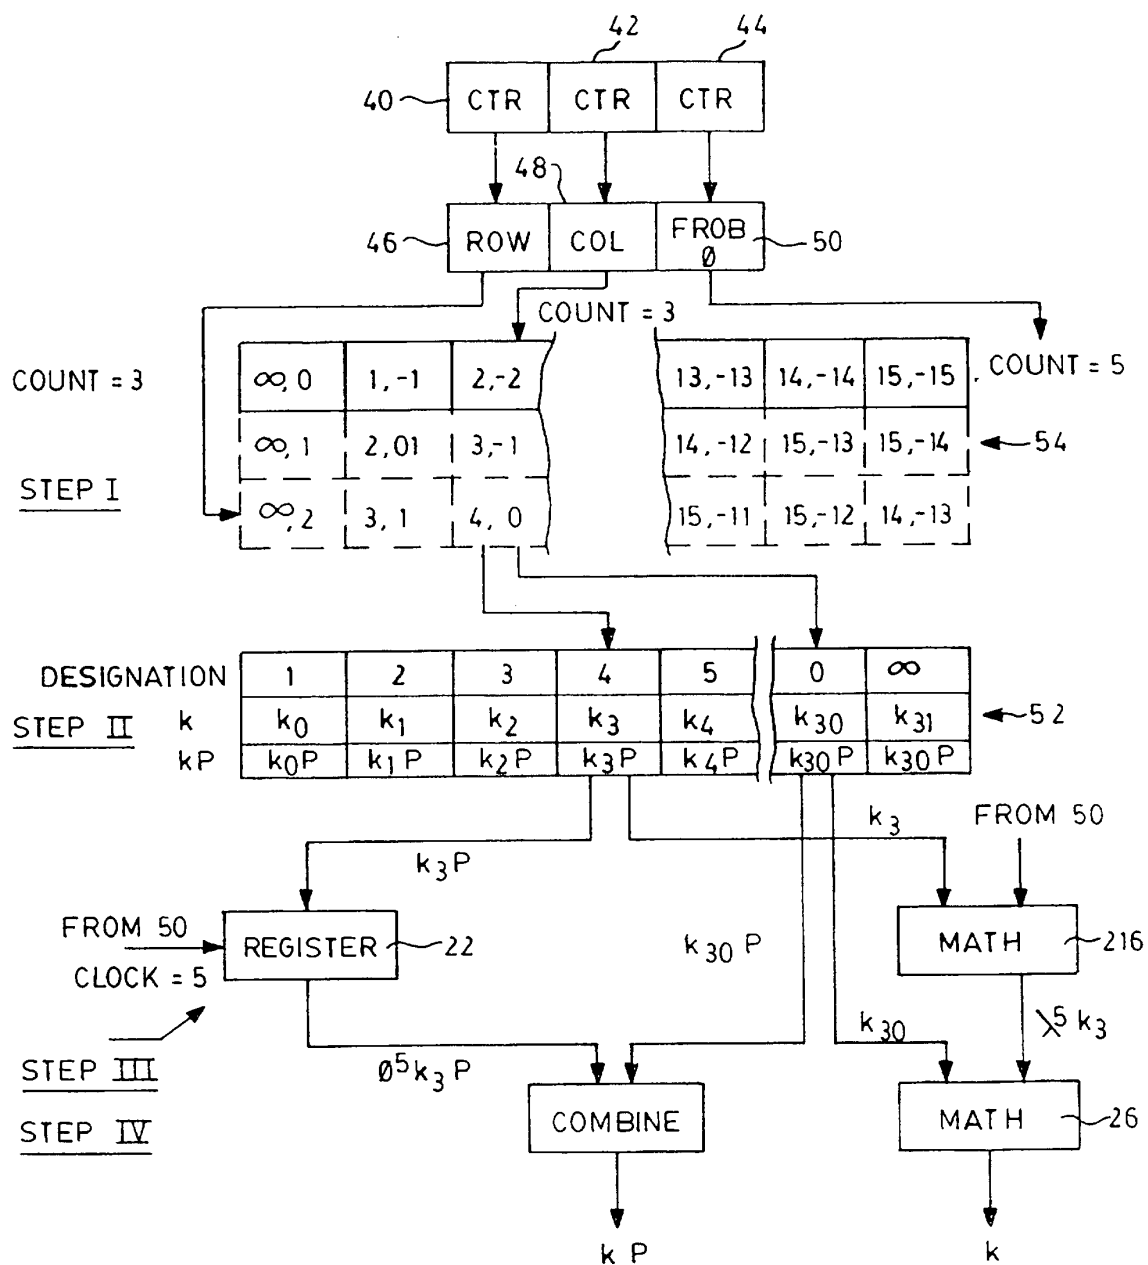 42 44
40 CTR CTR CTR
48
46 ROW COL FROB Ø 50
COUNT = 3
COUNT = 3 ∞,0 1,-1 2,-2 13,-13 14,-14 15,-15 COUNT = 5
∞,1 2,01 3,-1 14,-12 15,-13 15,-14 54
STEP I
∞,2 3,1 4,0 15,-11 15,-12 14,-13
DESIGNATION 1 2 3 4 5 0 ∞
STEP II k k0 k1 k2 k3 k4 k30 k31 52
kP k0P k1P k2P k3P k4P k30P k30P
k3 FROM 50
k3P
FROM 50 REGISTER 22 k30P MATH 216
CLOCK = 5
k30 λ5 k3
STEP III Ø5k3P
STEP IV COMBINE MATH 26
kP k